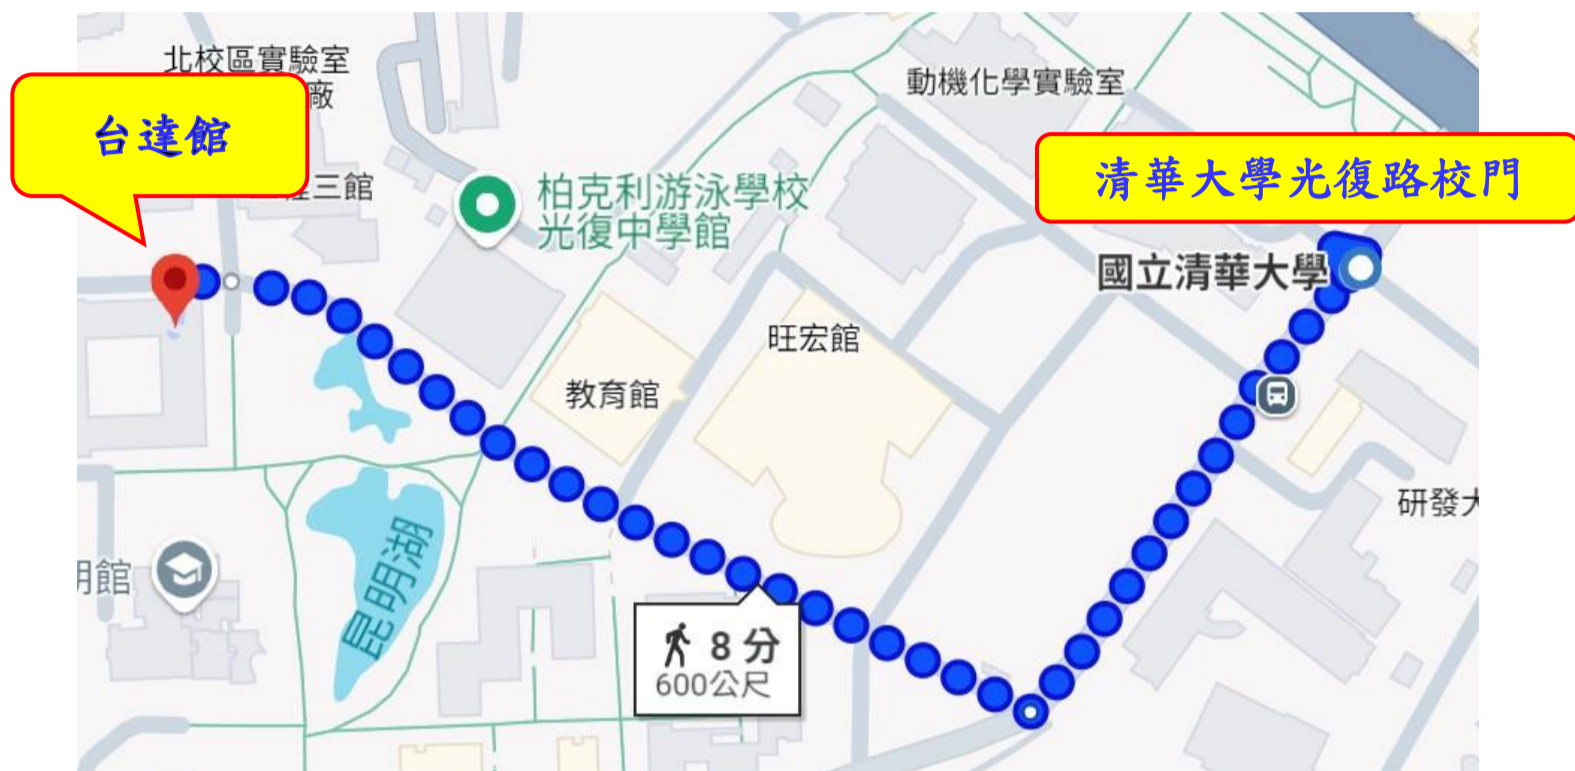 北校區實驗室
廠
台達館
三館
柏克利游泳學校
光復中學館
動機化學實驗室
清華大學光復路校門
國立清華大學
旺宏館
教育館
研發大
昆明湖
明館
8 分
600公尺